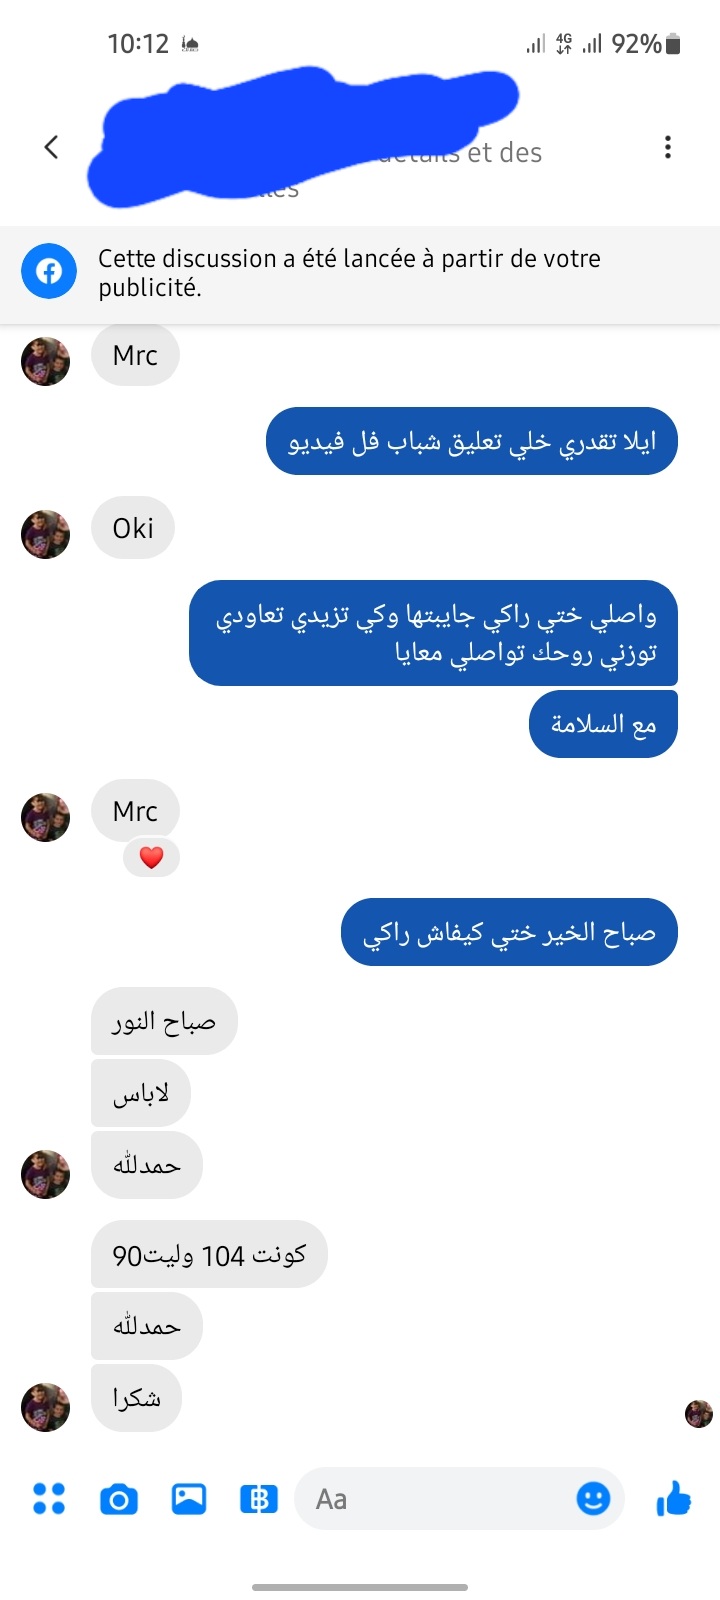 10:12
4G
92%
et des
Cette discussion a été lancée à partir de votre
publicité.
Mrc
ايلا تقدري خلي تعليق شباب فل فيديو
Oki
واصلي ختي راكي جايبتها وكي تزيدي تعاودي
توزني روحك تواصلي معايا
مع السلامة
Mrc
صباح الخير ختي كيفاش راكي
صباح النور
لاباس
حمدلله
كونت 104 وليت90
حمدلله
شكرا
Aa